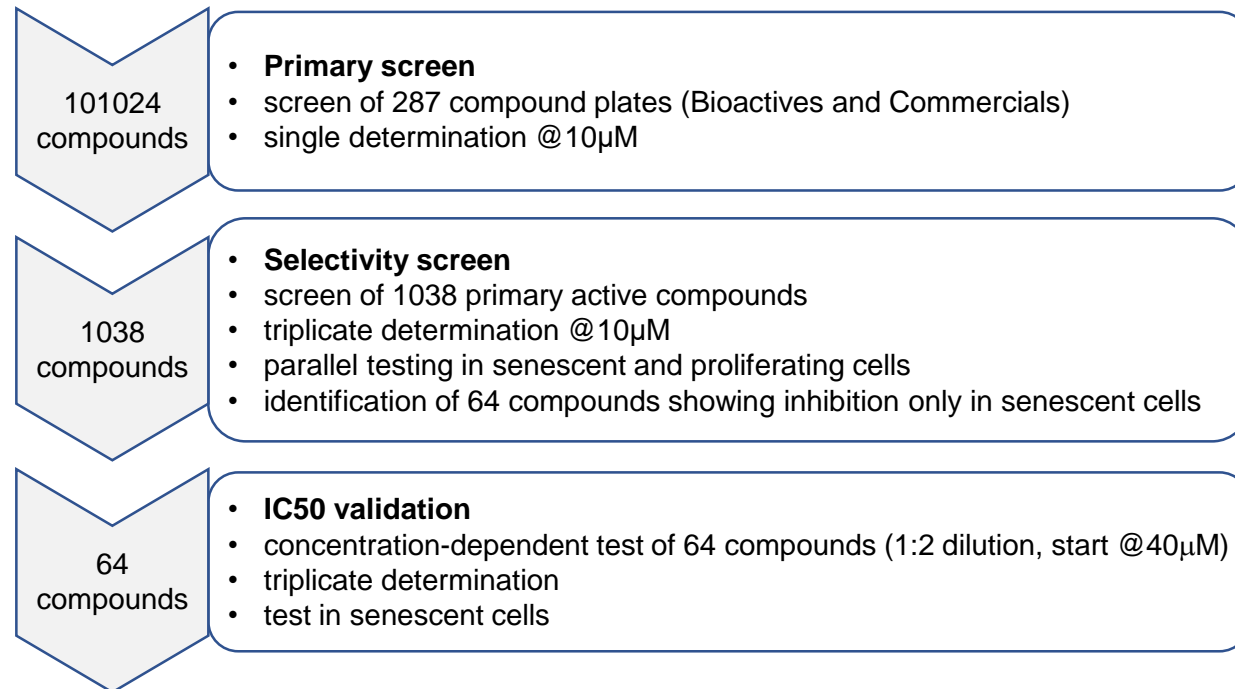 101024
compounds
• Primary screen
• screen of 287 compound plates (Bioactives and Commercials)
• single determination @10µM
1038
compounds
• Selectivity screen
• screen of 1038 primary active compounds
• triplicate determination @10µM
• parallel testing in senescent and proliferating cells
• identification of 64 compounds showing inhibition only in senescent cells
64
compounds
• IC50 validation
• concentration-dependent test of 64 compounds (1:2 dilution, start @40µM)
• triplicate determination
• test in senescent cells